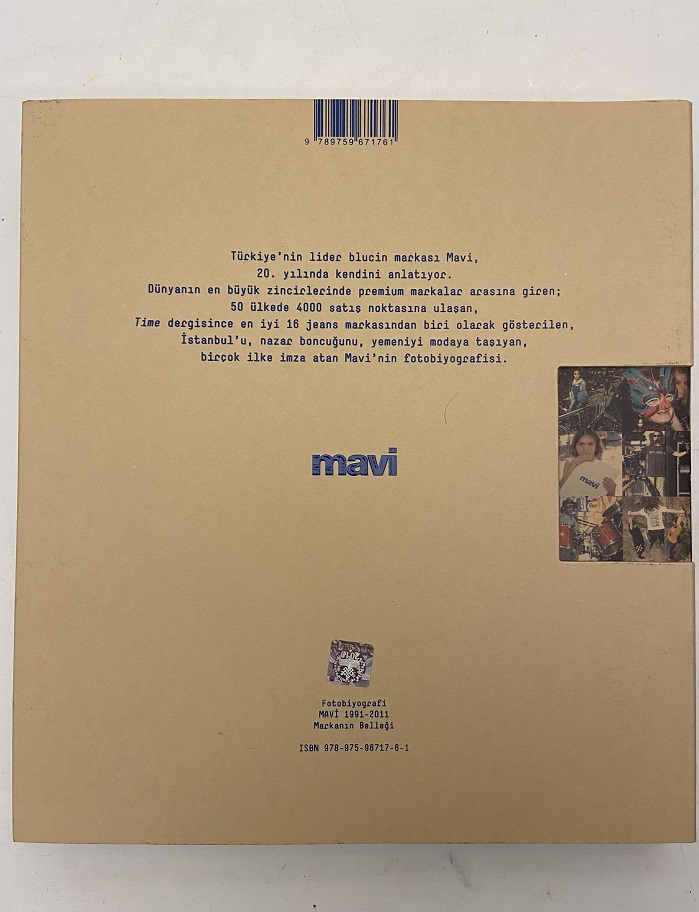 9 789759 671761
Türkiye'nin lider blucin markası Mavi,
20. yılında kendini anlatıyor.
Dünyanın en büyük zincirlerinde premium markalar arasına giren;
50 ülkede 4000 satış noktasına ulaşan,
Time dergisince en iyi 16 jeans markasından biri olarak gösterilen,
İstanbul'u, nazar boncuğunu, yemeniyi modaya taşıyan,
birçok ilke imza atan Mavi'nin fotobiyografisi.
mavi
mavi
Fotobiyografi
MAVİ 1991-2011
Markanın Belleği
ISBN 978-975-96717-6-1